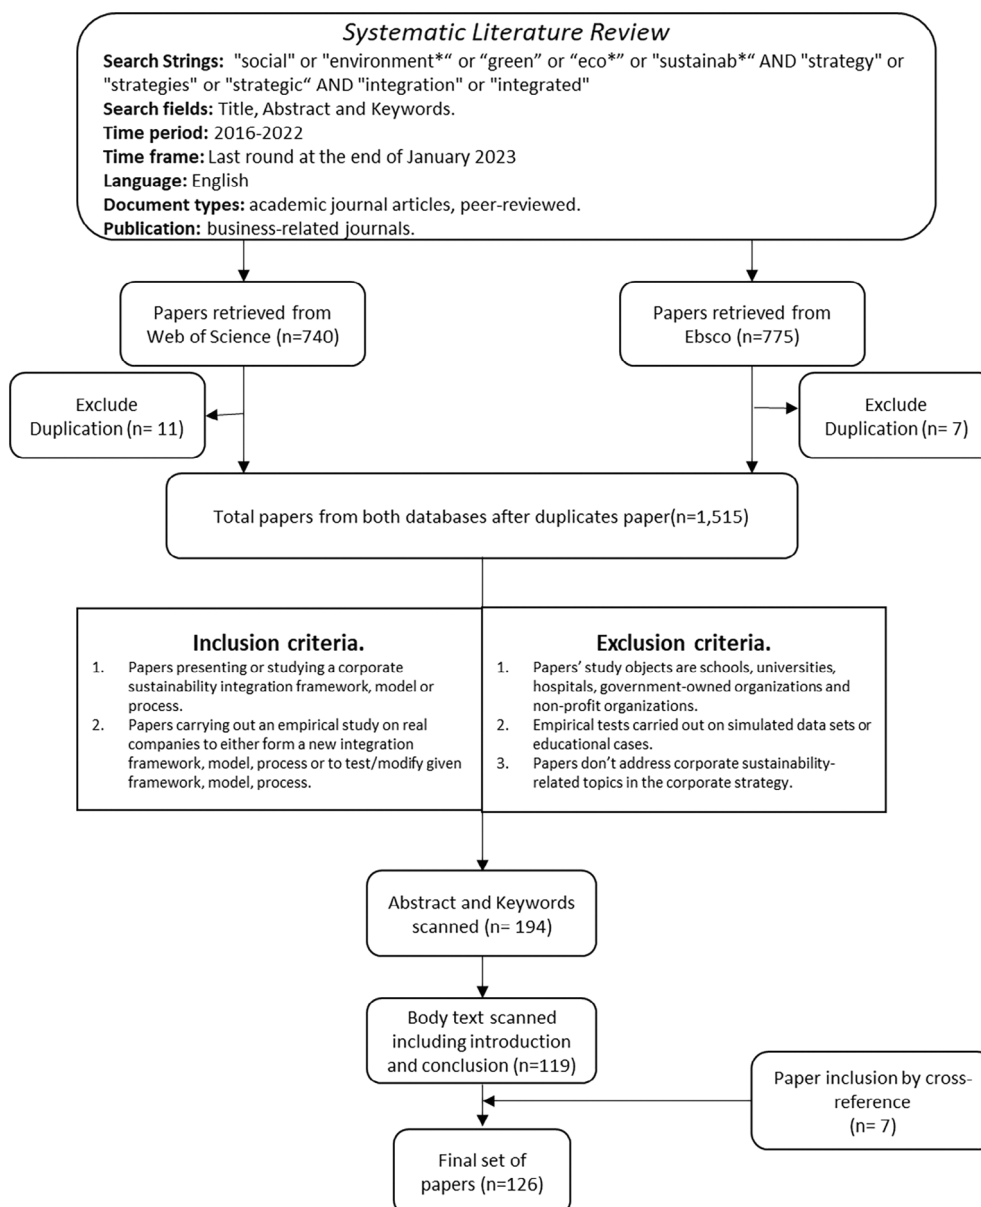 Systematic Literature Review
Search Strings: "social" or "environment*“ or “green” or “eco*” or “sustainab*“ AND "strategy" or
"strategies" or "strategic“ AND "integration" or "integrated"
Search fields: Title, Abstract and Keywords.
Time period: 2016-2022
Time frame: Last round at the end of January 2023
Language: English
Document types: academic journal articles, peer-reviewed.
Publication: business-related journals.
Papers retrieved from
Web of Science (n=740)
Papers retrieved from
Ebsco (n=775)
Exclude
Duplication (n= 11)
Exclude
Duplication (n= 7)
Total papers from both databases after duplicates paper(n=1,515)
Inclusion criteria.
1. Papers presenting or studying a corporate
sustainability integration framework, model or
process.
2. Papers carrying out an empirical study on real
companies to either form a new integration
framework, model, process or to test/modify given
framework, model, process.
Exclusion criteria.
1. Papers’ study objects are schools, universities,
hospitals, government-owned organizations and
non-profit organizations.
2. Empirical tests carried out on simulated data sets or
educational cases.
3. Papers don’t address corporate sustainability-
related topics in the corporate strategy.
Abstract and Keywords
scanned (n= 194)
Body text scanned
including introduction
and conclusion (n=119)
Paper inclusion by cross-
reference
(n= 7)
Final set of
papers (n=126)